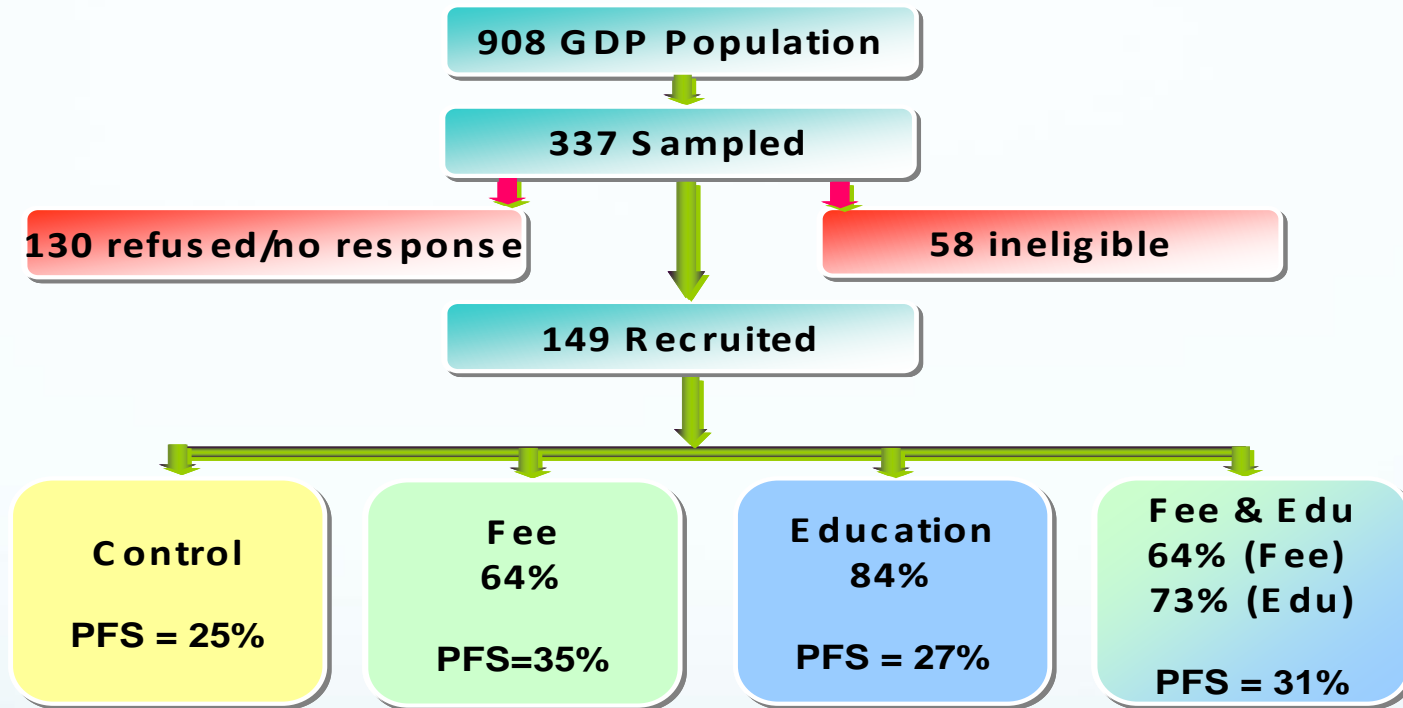 908 GDP Population
337 Sampled
130 refused/no response
58 ineligible
149 Recruited
Control
PFS = 25%
Fee
64%
PFS=35%
Education
84%
PFS = 27%
Fee & Edu
64% (Fee)
73% (Edu)
PFS = 31%